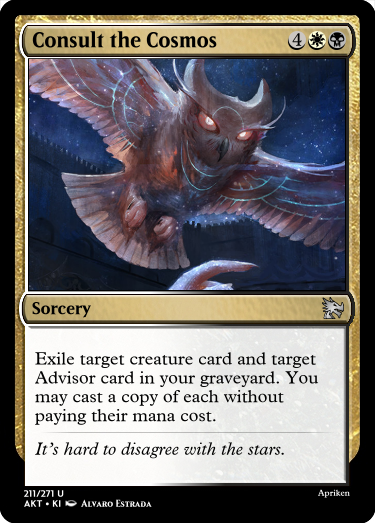 Consult the Cosmos 4
Sorcery
Exile target creature card and target
Advisor card in your graveyard. You
may cast a copy of each without
paying their mana cost.
It's hard to disagree with the stars.
211/271 U
Apriken
AKT • KI Alvaro Estrada